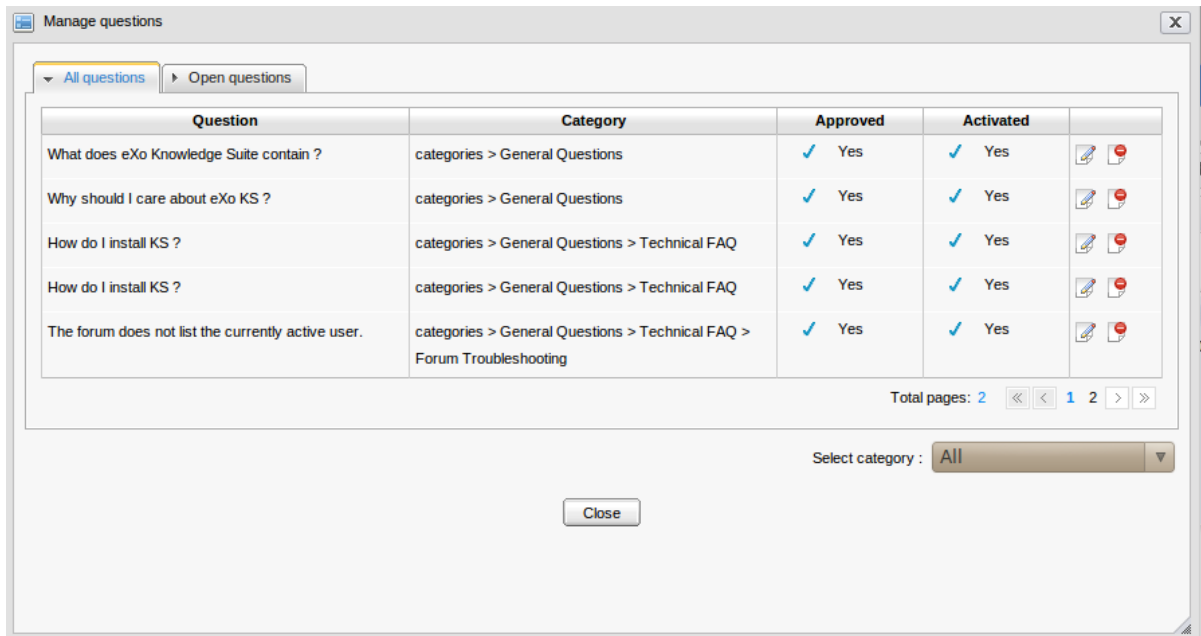 Manage questions
X
All questions
Open questions
Question Category Approved Activated
What does eXo Knowledge Suite contain ? categories > General Questions Yes Yes
Why should I care about eXo KS ? categories > General Questions Yes Yes
How do I install KS ? categories > General Questions > Technical FAQ Yes Yes
How do I install KS ? categories > General Questions > Technical FAQ Yes Yes
The forum does not list the currently active user. categories > General Questions > Technical FAQ > Yes Yes
Forum Troubleshooting
Total pages: 2 « < 1 2 > »
Select category : All
Close